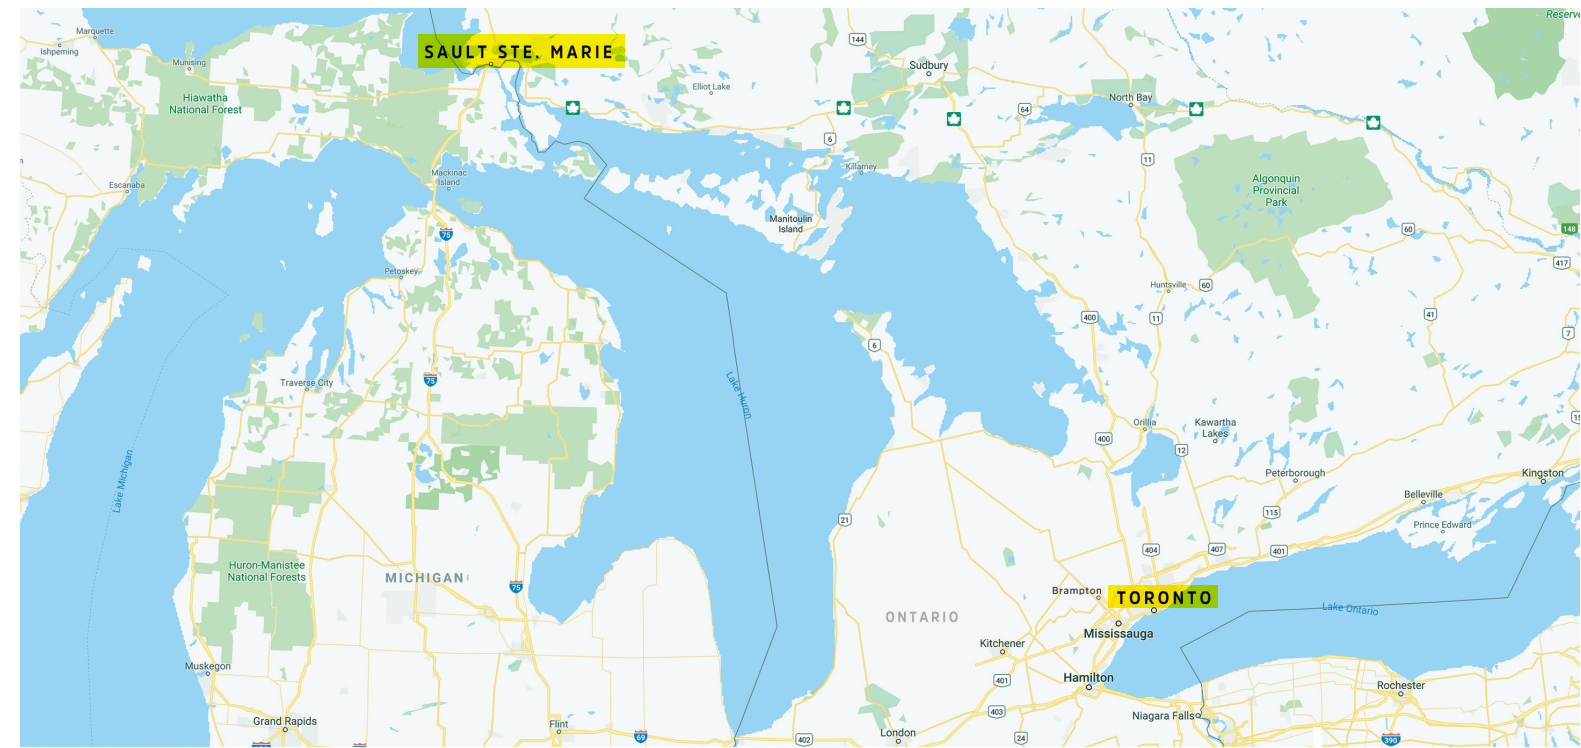 Marquette
Ishpeming
Munising
SAULT STE. MARIE
144
Sudbury
Reserve
Elliot Lake
Hiawatha
National Forest
64
North Bay
6
Killarney
11
Mackinac
Island
Escanaba
Algonquin
Provincial
Park
Manitoulin
Island
75
60
148
417
Petoskey
Huntsville
60
400
11
41
7
6
Traverse City
75
Lake Huron
Orillia
Kawartha
Lakes
400
12
15
Lake Michigan
Peterborough
Kingston
Belleville
115
Prince Edward
21
404
407
401
Huron-Manistee
National Forests
MICHIGAN
75
Brampton
TORONTO
Lake Ontario
ONTARIO
Mississauga
Kitchener
Muskegon
401
Hamilton
Rochester
403
Niagara Falls
Grand Rapids
Flint
69
402
London
24
390